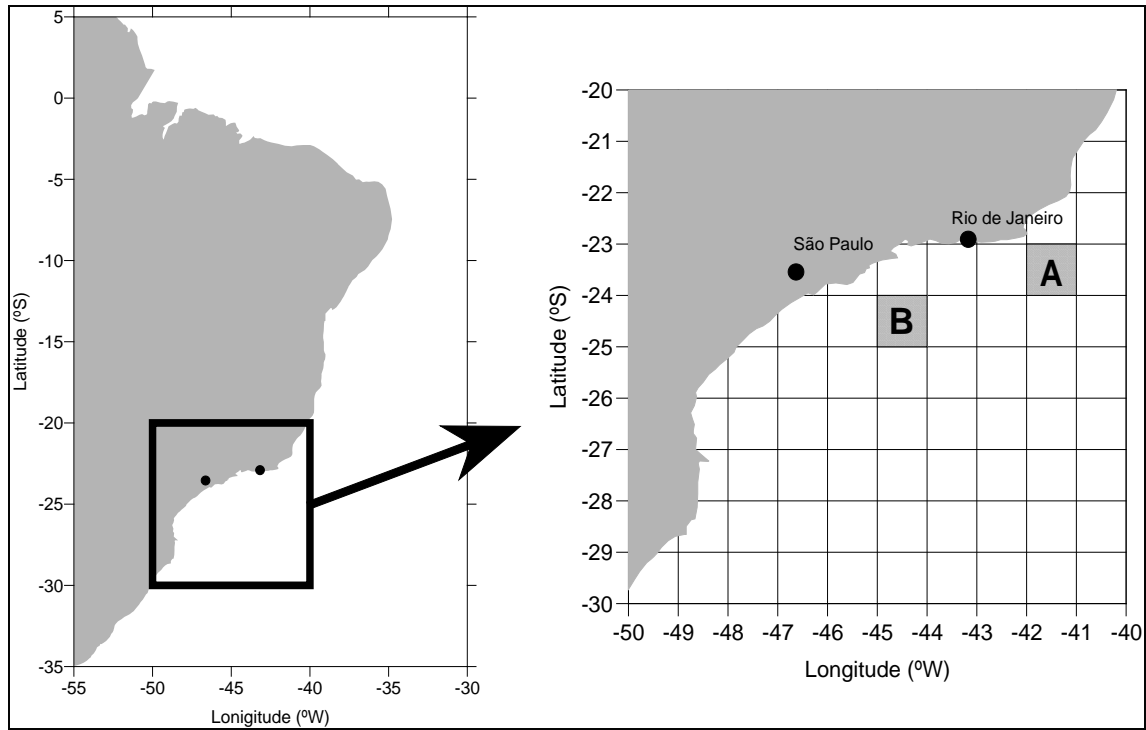 5
0
-5
-10
-15
-20
-25
-30
-35
Latitude (ºS)
-55 -50 -45 -40 -35 -30
Lonigitude (ºW)
-20
-21
-22
-23
-24
-25
-26
-27
-28
-29
-30
Latitude (ºS)
Rio de Janeiro
São Paulo
A
B
-50 -49 -48 -47 -46 -45 -44 -43 -42 -41 -40
Longitude (ºW)